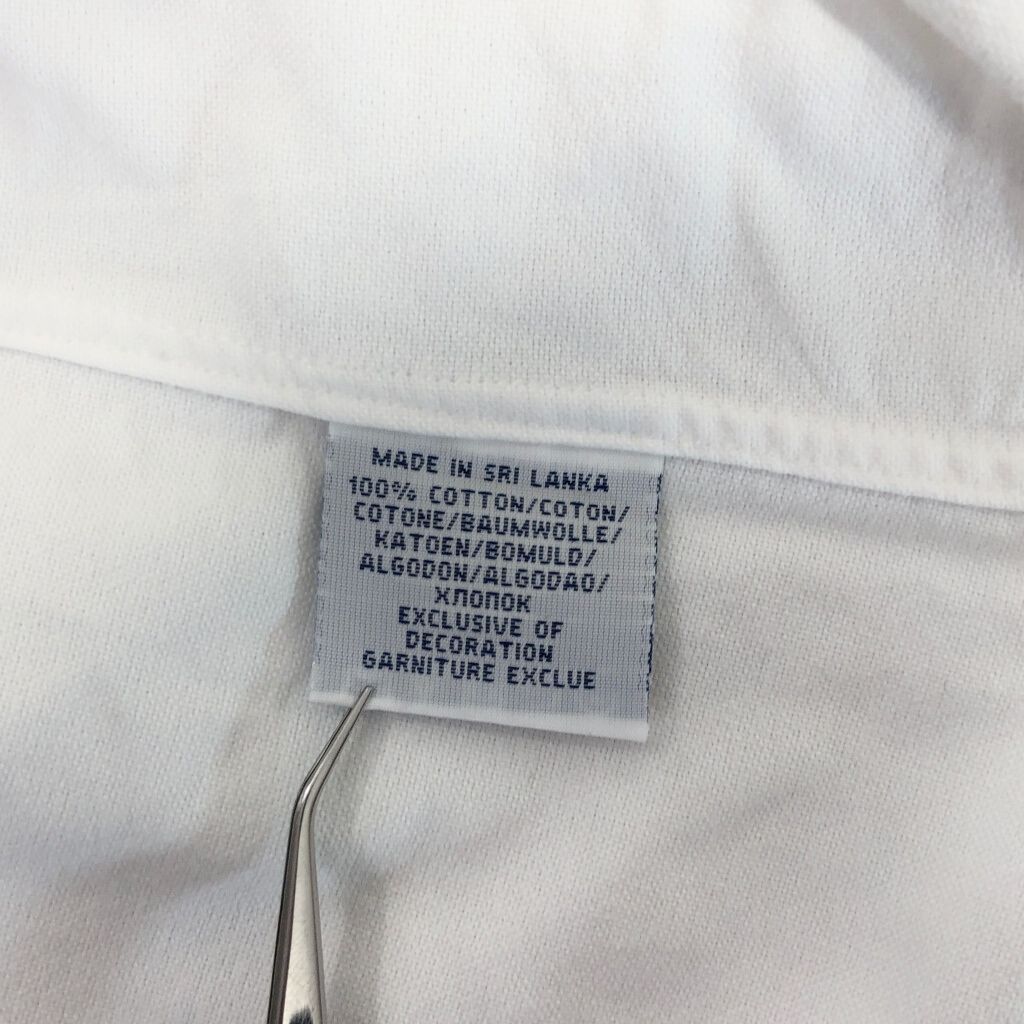 MADE IN SRI LANKA
100% COTTON/COTON/
COTONE/BAUMWOLLE/
KATOEN/BOMULD/
ALGODON/ALGODAO/
ХЛОПОК
EXCLUSIVE OF
DECORATION
GARNITURE EXCLUE